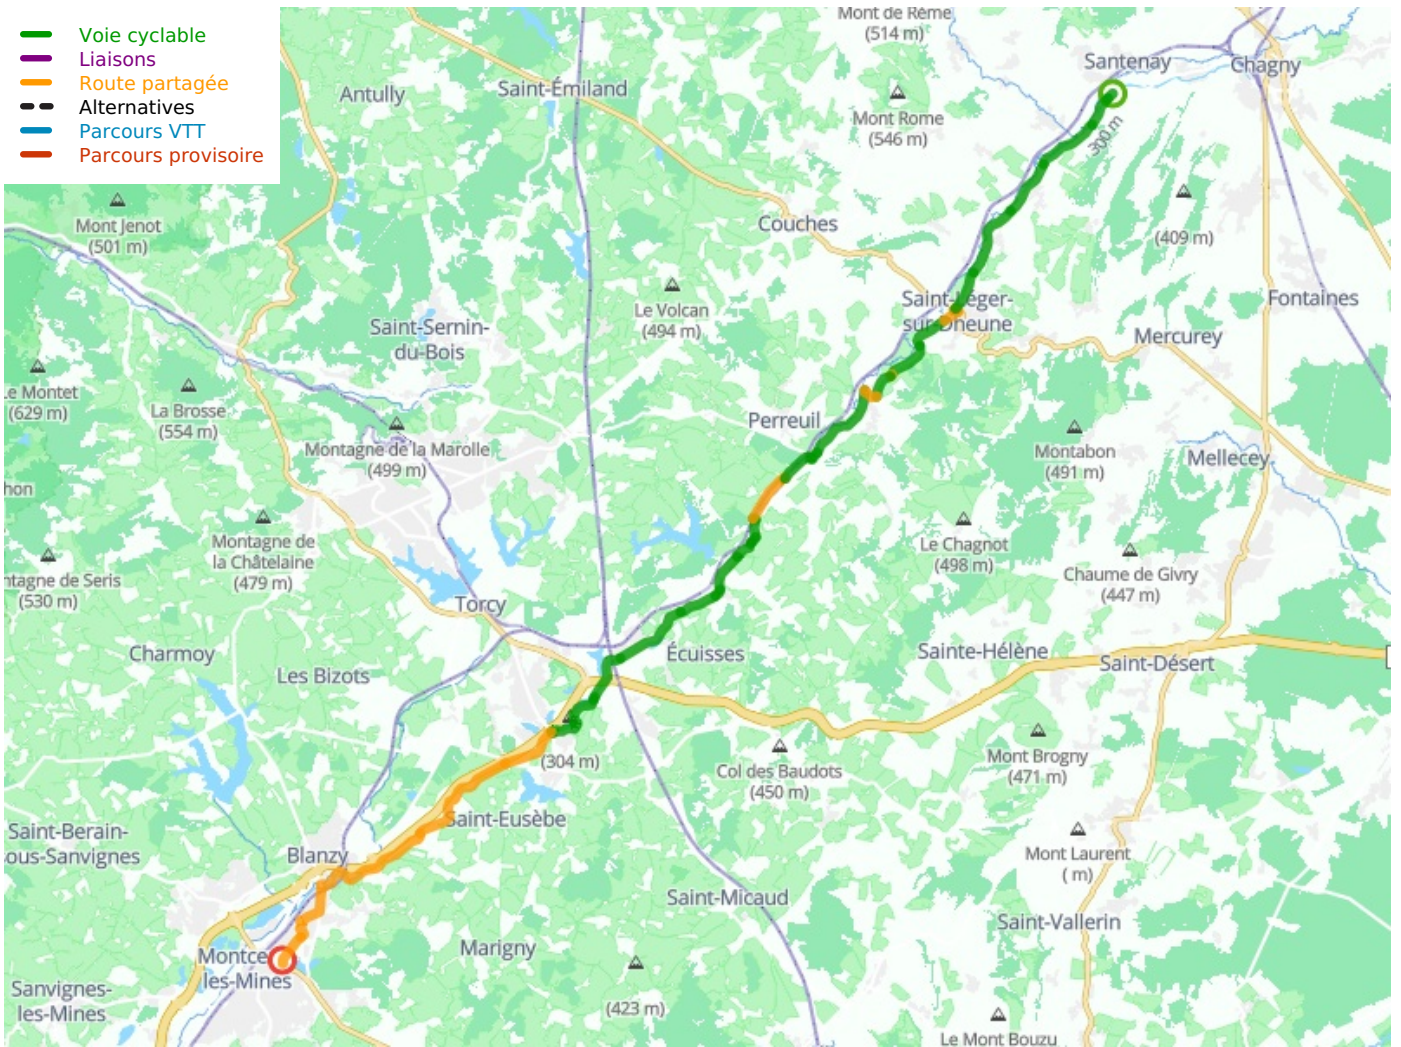 Voie cyclable
Liaisons
Route partagée
Alternatives
Parcours VTT
Parcours provisoire
Mont de Rème
(514 m)
Santenay
Chagny
Antully
Saint-Émiland
Mont Rome
(546 m)
300 m
Mont Jenot
(501 m)
Couches
(409 m)
Le Volcan
(494 m)
Saint-Léger-
sur-Dheune
Fontaines
Saint-Sernin-
du-Bois
Mercurey
Le Montet
(629 m)
La Brosse
(554 m)
Perreuil
Montagne de la Marolle
(499 m)
Montabon
(491 m)
Mellecey
hon
Montagne de
la Châtelaine
(479 m)
Le Chagnot
(498 m)
Chaume de Givry
(447 m)
ntagne de Seris
(530 m)
Torcy
Charmoy
Écuisses
Sainte-Hélène
Saint-Désert
Les Bizots
(304 m)
Col des Baudots
(450 m)
Mont Brogny
(471 m)
Saint-Eusèbe
Saint-Berain-
sous-Sanvignes
Blanzy
Mont Laurent
( m)
Saint-Micaud
Saint-Vallerin
Marigny
Montce
les-Mines
Sanvignes-
les-Mines
(423 m)
Le Mont Bouzu